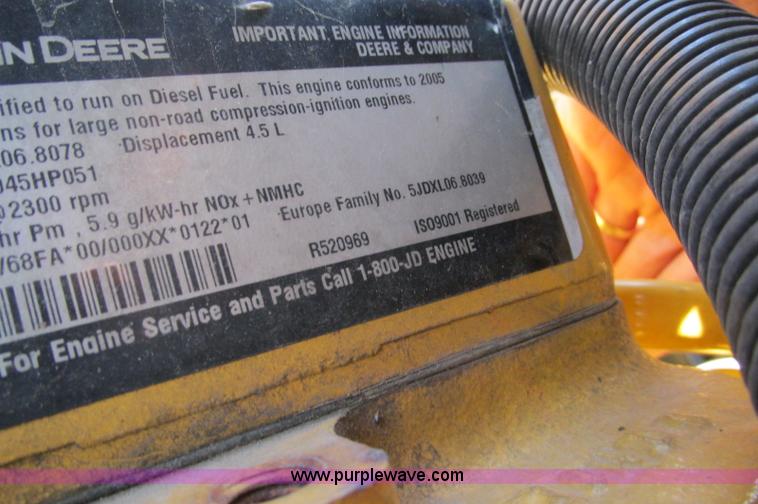 N DEERE
IMPORTANT ENGINE INFORMATION
DEERE & COMPANY
ified to run on Diesel Fuel. This engine conforms to 2005
ns for large non-road compression-ignition engines.
06.8078 Displacement 4.5 L
45HP051
2300 rpm
hr Pm , 5.9 g/kW-hr NOx + NMHC
Europe Family No. 5JDXL06.8039
/68FA*00/000XX*0122*01
R520969 ISO9001 Registered
For Engine Service and Parts Call 1-800-JD ENGINE
www.purplewave.com